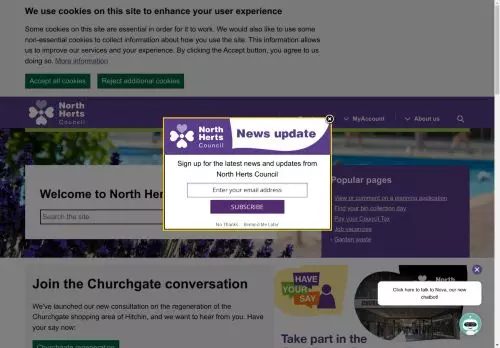 We use cookies on this site to enhance your user experience
Some cookies on this site are essential in order for it to work. We would also like to use some
non-essential cookies to collect information about how you use the site. This information allows
us to improve our services and your experience. By clicking the Accept button, you agree to us
doing so. More information
Accept all cookies
Reject additional cookies
North
Herts
Council
MyAccount
About us
North
Herts
Council
News update
Sign up for the latest news and updates from
North Herts Council
Enter your email address
SUBSCRIBE
No Thanks
Remind Me Later
Welcome to North Her
Search the site
Popular pages
View or comment on a planning application
Find your bin collection day
Pay your Council Tax
Job vacancies
Garden waste
Join the Churchgate conversation
We've launched our new consultation on the regeneration of the
Churchgate shopping area of Hitchin, and we want to hear from you. Have
your say now:
Churchgate regeneration
HAVE
YOUR
SAY
North
Take part in the
Click here to talk to Nova, our new
chatbot!